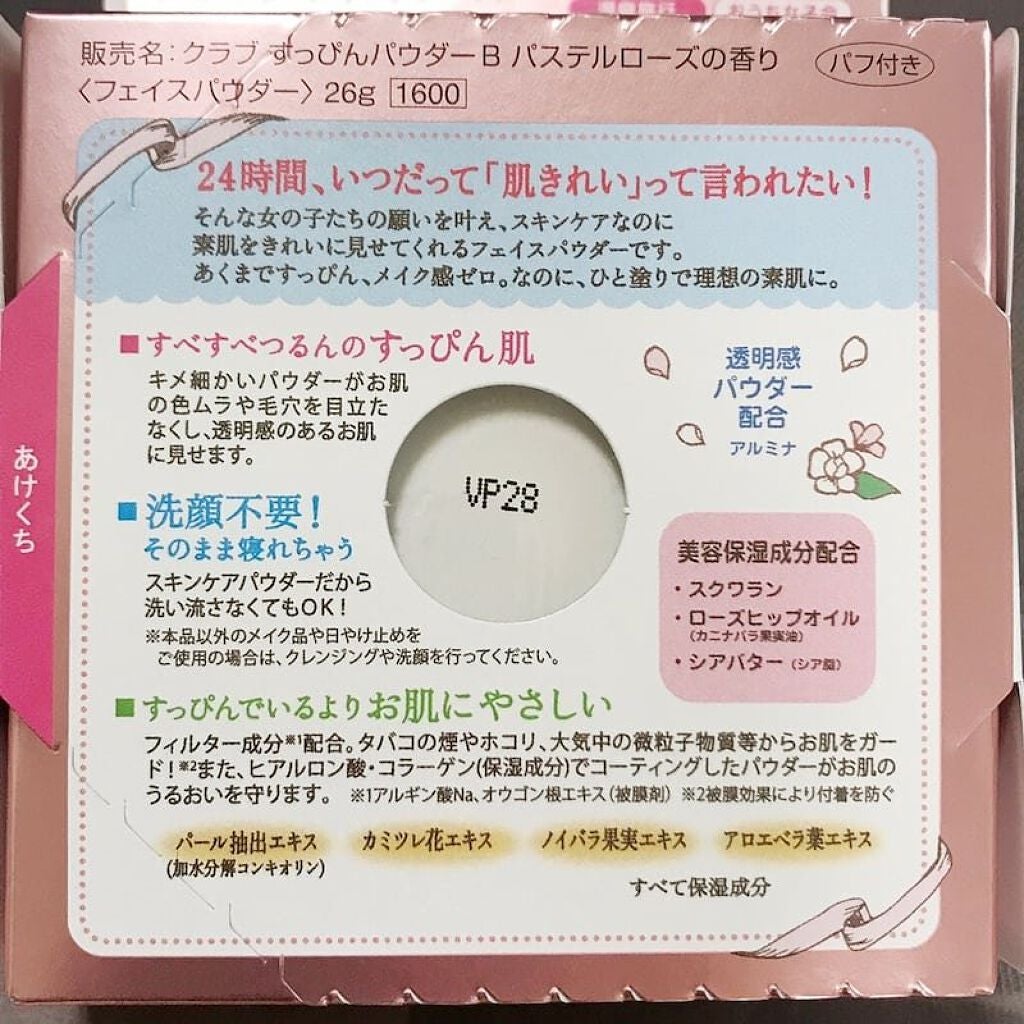 販売名:クラブ すっぴんパウダーB パステルローズの香り
パフ付き
〈フェイスパウダー〉26g 1600
24時間、いつだって「肌きれい」って言われたい!
そんな女の子たちの願いを叶え、スキンケアなのに
素肌をきれいに見せてくれるフェイスパウダーです。
あくまですっぴん、メイク感ゼロ。なのに、ひと塗りで理想の素肌に。
■すべすべつるんのすっぴん肌
キメ細かいパウダーがお肌
の色ムラや毛穴を目立た
なくし、透明感のあるお肌
に見せます。
透明感
パウダー
配合
アルミナ
VP28
あけくち
■洗顔不要!
そのまま寝れちゃう
スキンケアパウダーだから
洗い流さなくてもOK!
※本品以外のメイク品や日やけ止めを
ご使用の場合は、クレンジングや洗顔を行ってください。
美容保湿成分配合
・スクワラン
・ローズヒップオイル
(カニナバラ果実油)
・シアバター(シア脂)
■すっぴんでいるよりお肌にやさしい
フィルター成分※1配合。タバコの煙やホコリ、大気中の微粒子物質等からお肌をガー
ド!※2また、ヒアルロン酸・コラーゲン(保湿成分)でコーティングしたパウダーがお肌の
うるおいを守ります。 ※1アルギン酸Na、オウゴン根エキス(被膜剤) ※2被膜効果により付着を防ぐ
パール抽出エキス カミツレ花エキス ノイバラ果実エキス アロエベラ葉エキス
(加水分解コンキオリン)
すべて保湿成分